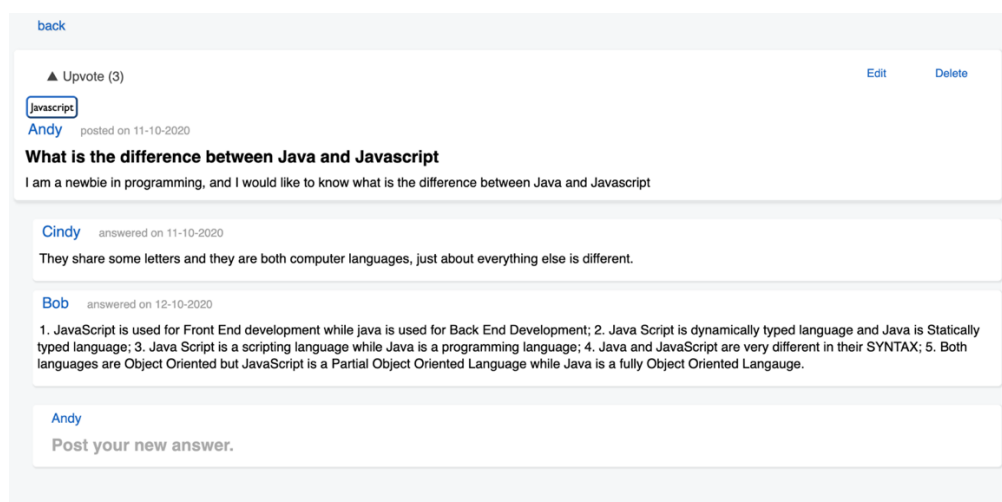 back
▲ Upvote (3) Edit Delete
Javascript
Andy posted on 11-10-2020
What is the difference between Java and Javascript
I am a newbie in programming, and I would like to know what is the difference between Java and Javascript
Cindy answered on 11-10-2020
They share some letters and they are both computer languages, just about everything else is different.
Bob answered on 12-10-2020
1. JavaScript is used for Front End development while java is used for Back End Development; 2. Java Script is dynamically typed language and Java is Statically
typed language; 3. Java Script is a scripting language while Java is a programming language; 4. Java and JavaScript are very different in their SYNTAX; 5. Both
languages are Object Oriented but JavaScript is a Partial Object Oriented Language while Java is a fully Object Oriented Langauge.
Andy
Post your new answer.